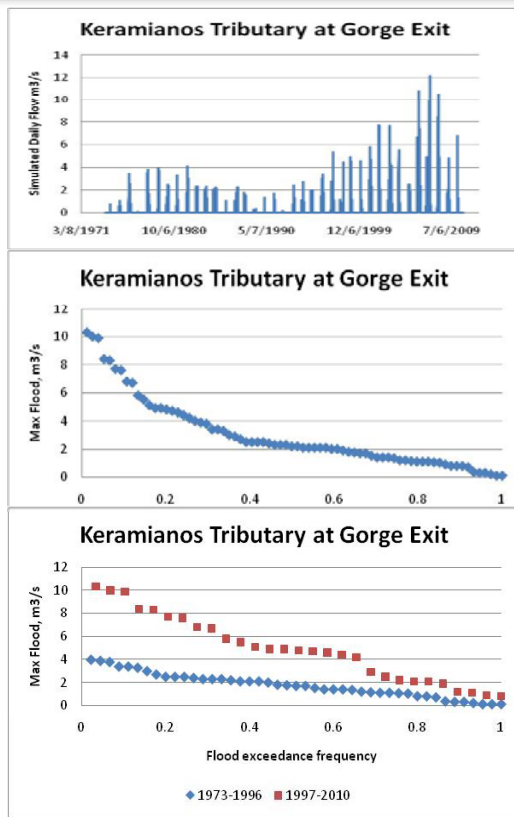 Keramianos Tributary at Gorge Exit
Simulated Daily Flow m3/s
14
12
10
8
6
4
2
0
3/8/1971 10/6/1980 5/7/1990 12/6/1999 7/6/2009
Keramianos Tributary at Gorge Exit
Max Flood, m3/s
12
10
8
6
4
2
0
0 0.2 0.4 0.6 0.8 1
Keramianos Tributary at Gorge Exit
Max Flood, m3/s
12
10
8
6
4
2
0
0 0.2 0.4 0.6 0.8 1
Flood exceedance frequency
1973-1996 1997-2010